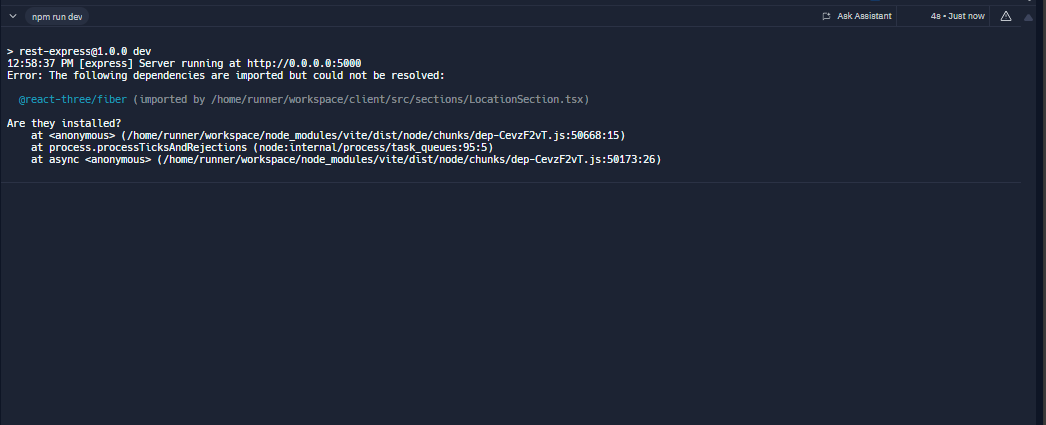 npm run dev
Ask Assistant
4s • Just now
> rest-express@1.0.0 dev
12:58:37 PM [express] Server running at http://0.0.0.0:5000
Error: The following dependencies are imported but could not be resolved:
@react-three/fiber (imported by /home/runner/workspace/client/src/sections/LocationSection.tsx)
Are they installed?
at <anonymous> (/home/runner/workspace/node_modules/vite/dist/node/chunks/dep-CevzF2vT.js:50668:15)
at process.processTicksAndRejections (node:internal/process/task_queues:95:5)
at async <anonymous> (/home/runner/workspace/node_modules/vite/dist/node/chunks/dep-CevzF2vT.js:50173:26)